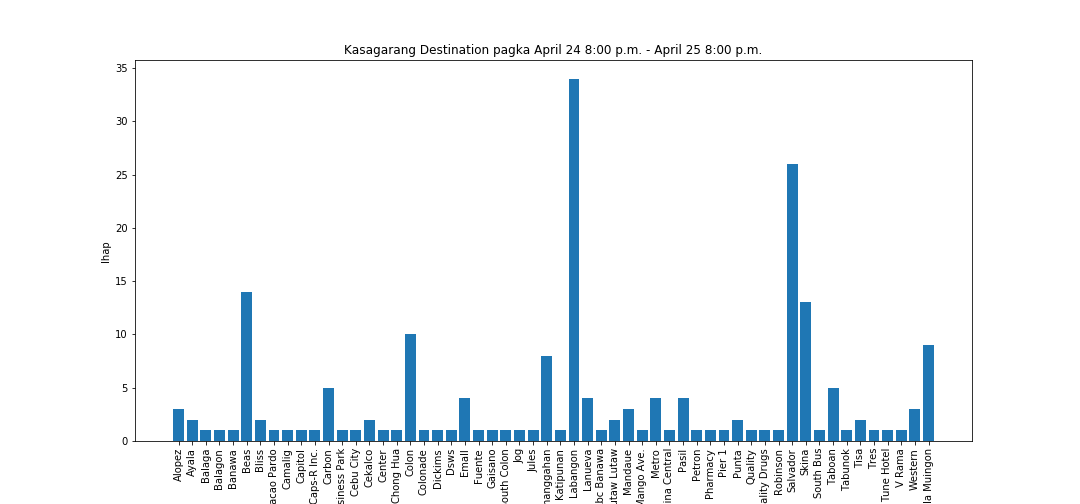 Kasagarang Destination pagka April 24 8:00 p.m. - April 25 8:00 p.m.
Ihap
35
30
25
20
15
10
5
0
Alopez
Ayala
Balaga
Balagon
Banawa
Beas
Bliss
acao Pardo
Camalig
Capitol
Caps-R Inc.
Carbon
siness Park
Cebu City
Cekalco
Center
Chong Hua
Colon
Colonade
Dickims
Dsws
Emall
Fuente
Gaisano
outh Colon
Jog
Jules
anggahan
Katipunan
Labangon
Lanueva
bc Banawa
utaw Lutaw
Mandaue
Mango Ave.
Metro
ina Central
Pasil
Petron
Pharmacy
Pier 1
Punta
Quality
ality Drugs
Robinson
Salvador
Skina
South Bus
Taboan
Tabunok
Tisa
Tres
Tune Hotel
V Rama
Western
la Muingon